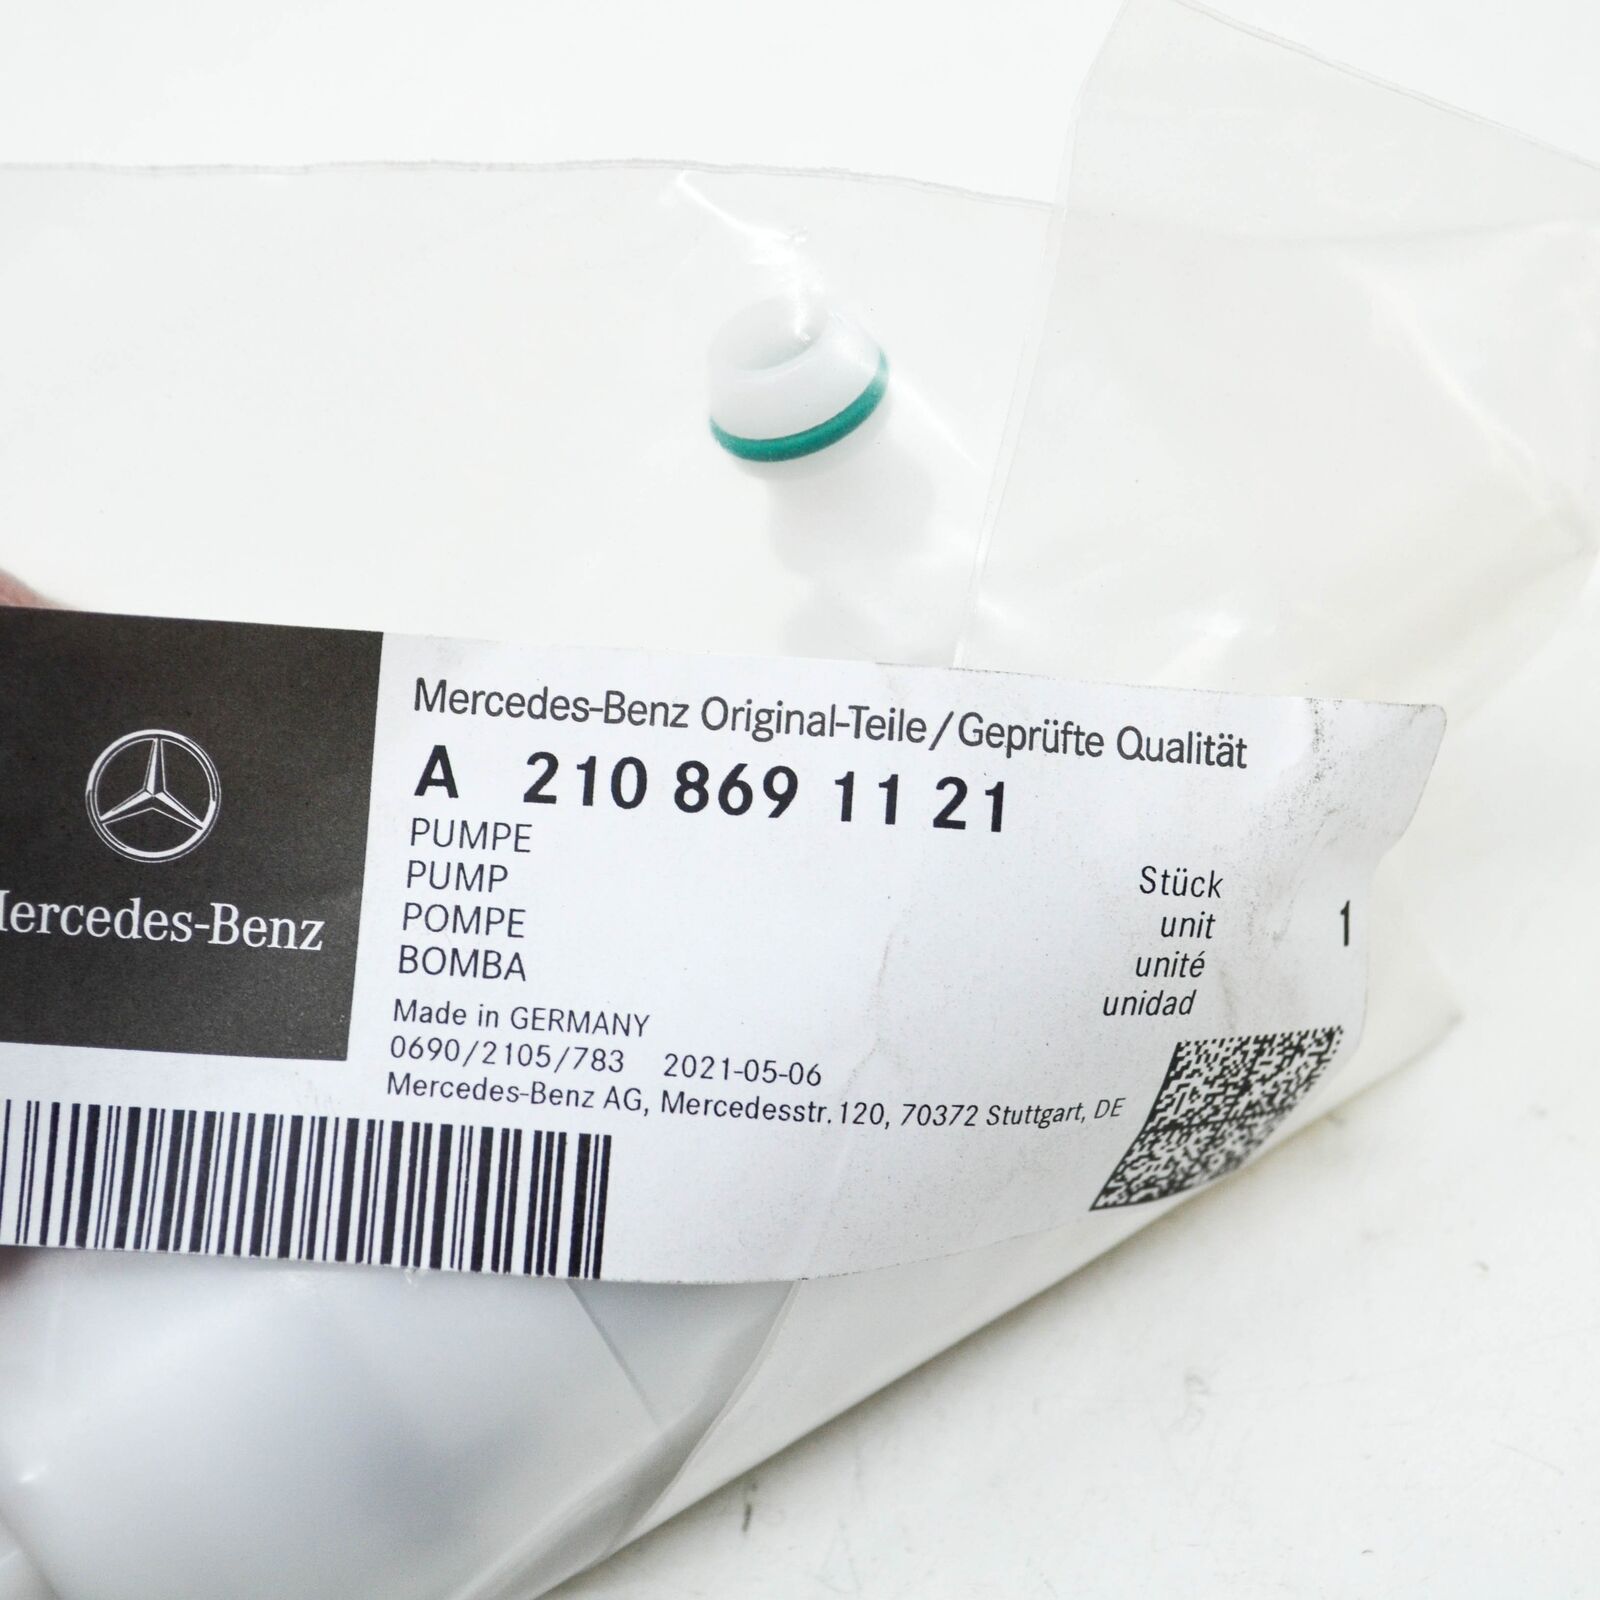 Mercedes-Benz Original-Teile/Geprüfte Qualität
A 210 869 11 21
PUMPE
PUMP
POMPE
BOMBA
Stück
unit
unité
unidad
1
Made in GERMANY
0690/2105/783 2021-05-06
Mercedes-Benz AG, Mercedesstr.120, 70372 Stuttgart, DE
Mercedes-Benz